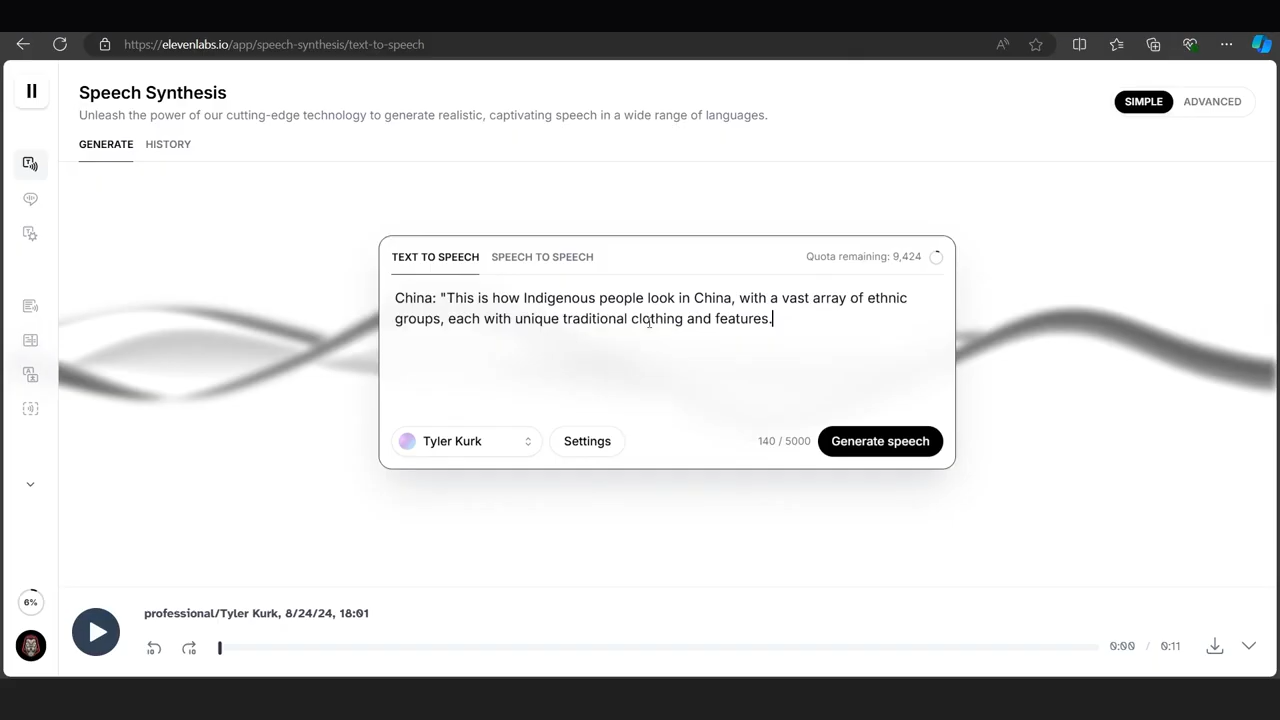 https://elevenlabs.io/app/speech-synthesis/text-to-speech
Speech Synthesis
Unleash the power of our cutting-edge technology to generate realistic, captivating speech in a wide range of languages.
SIMPLE ADVANCED
GENERATE HISTORY
TEXT TO SPEECH SPEECH TO SPEECH Quota remaining: 9,424
China: "This is how Indigenous people look in China, with a vast array of ethnic
groups, each with unique traditional clothing and features.
Tyler Kurk Settings 140 / 5000 Generate speech
6%
professional/Tyler Kurk, 8/24/24, 18:01
10 10 0:00 / 0:11